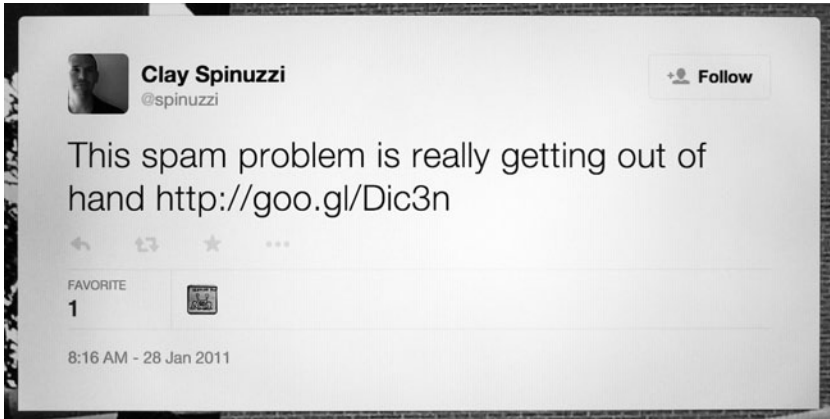 Clay Spinuzzi
@spinuzzi
Follow
This spam problem is really getting out of
hand http://goo.gl/Dic3n
FAVORITE
1
8:16 AM - 28 Jan 2011